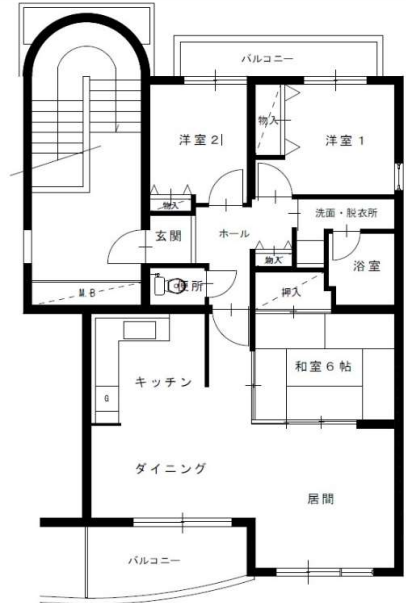 バルコニー
物入
洋室 2
洋室 1
物入
洗面・脱衣所
玄関
ホール
浴室
物入
便所
M.B
押入
和室 6 帖
キッチン
G
ダイニング
居間
バルコニー